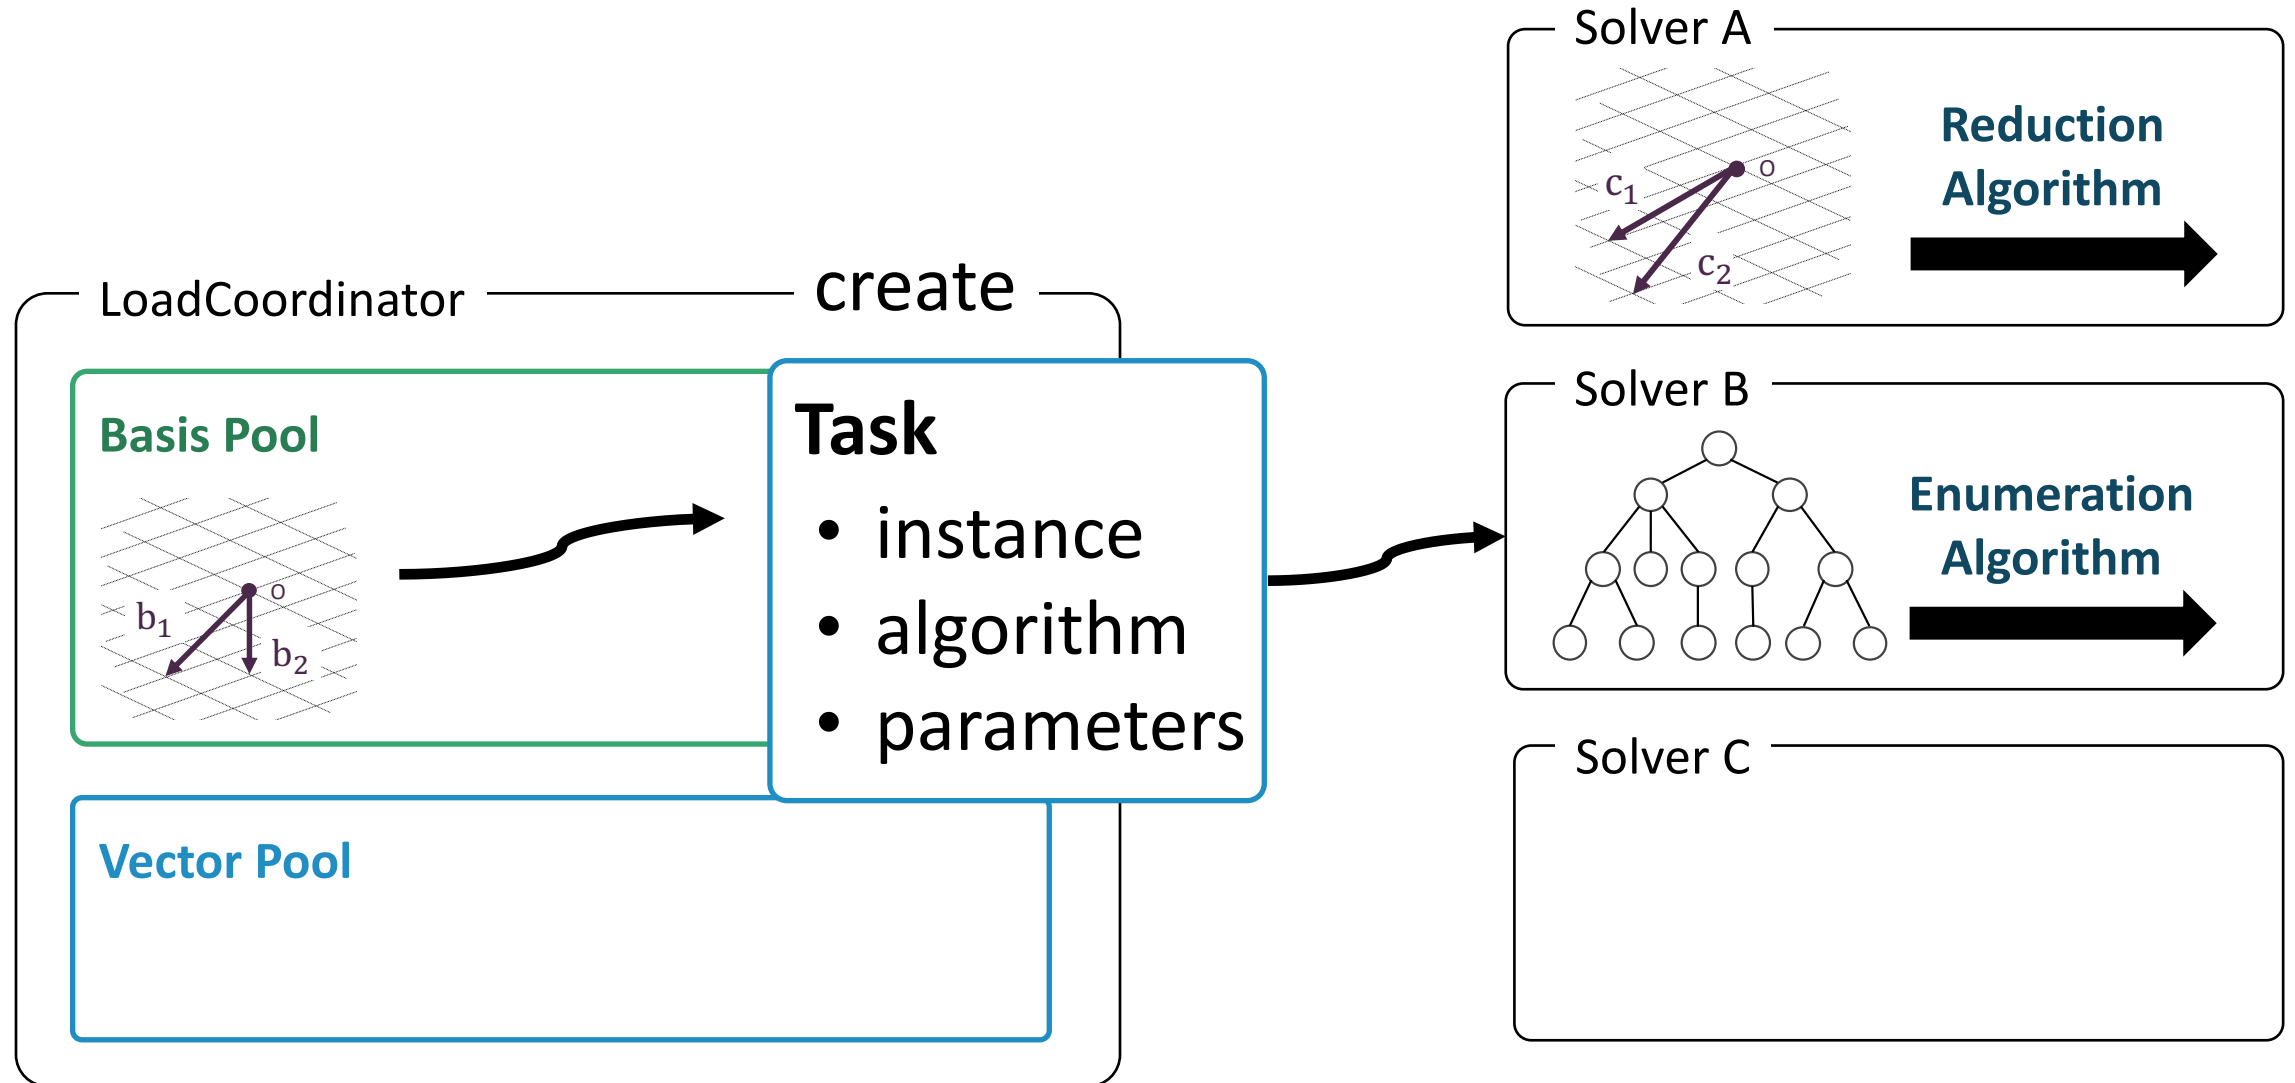 LoadCoordinator
create
Basis Pool
b₁
o
b₂
Task
• instance
• algorithm
• parameters
Vector Pool
Solver A
c₁
o
c₂
Reduction
Algorithm
Solver B
Enumeration
Algorithm
Solver C